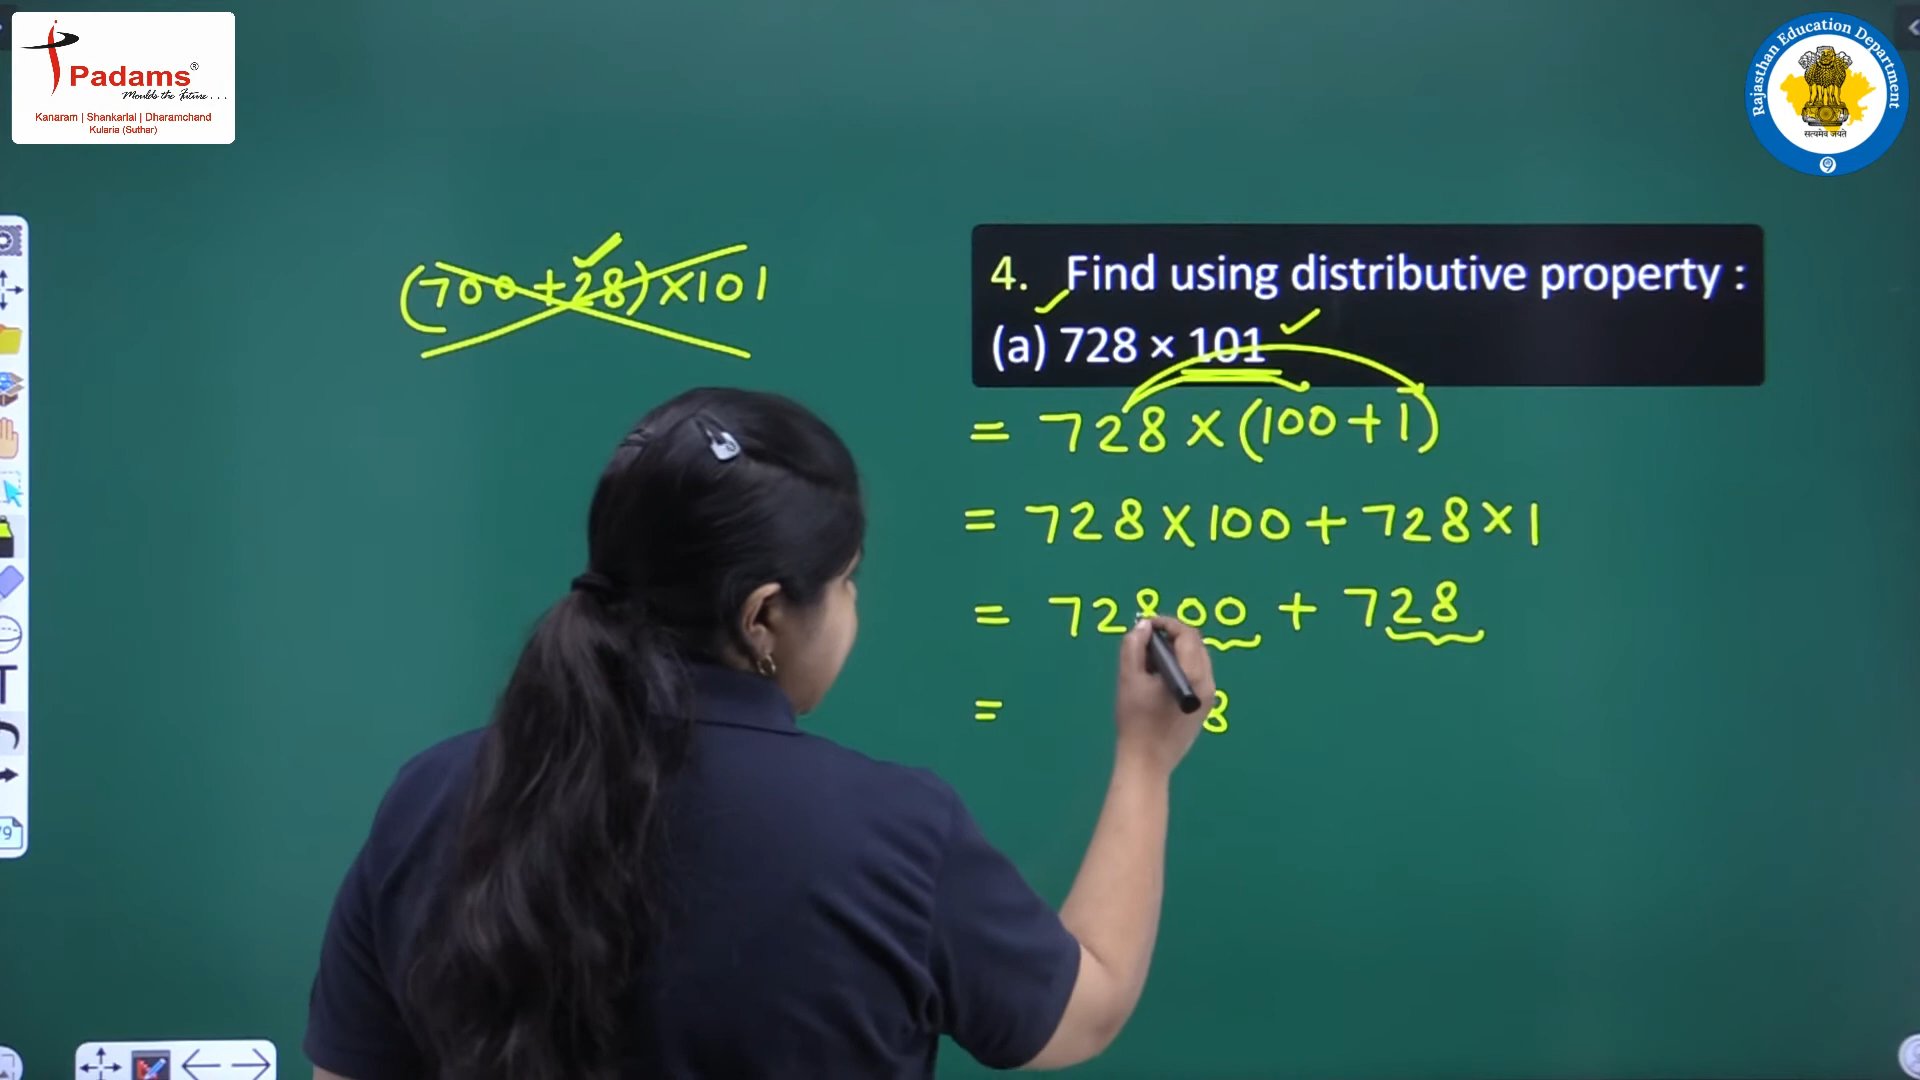 Padams®
Moulds the Future...
Kanaram | Shankarlal | Dharamchand
Kularia (Suthar)
Rajasthan Education Department
सत्यमेव जयते
(700+28)×101
4. Find using distributive property :
(a) 728 × 101
= 728 × (100+1)
= 728×100+728×1
= 72800 + 728
= 8
T